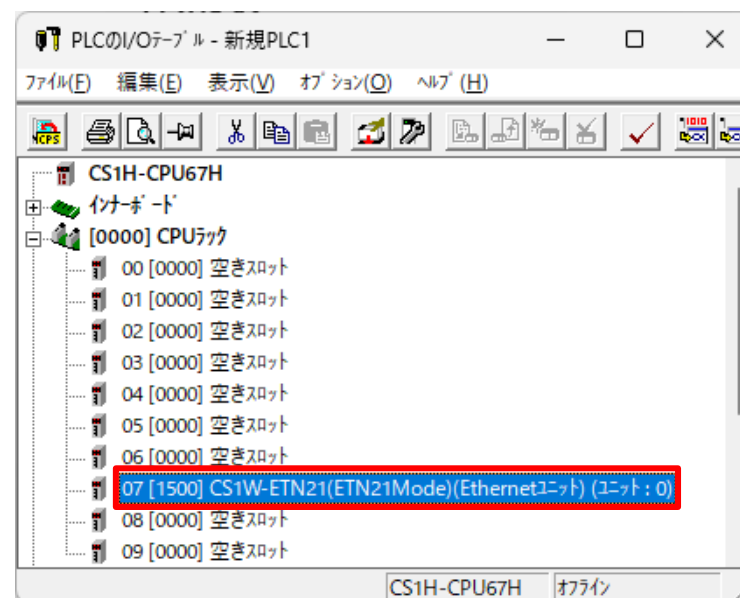 PLCのI/Oﾃｰﾌﾞﾙ - 新規PLC1
ﾌｧｲﾙ(F) 編集(E) 表示(V) ｵﾌﾟｼｮﾝ(O) ﾍﾙﾌﾟ(H)
CPS
1010
CS1H-CPU67H
ｲﾝﾅｰﾎﾞｰﾄﾞ
[0000] CPUﾗｯｸ
00 [0000] 空きｽﾛｯﾄ
01 [0000] 空きｽﾛｯﾄ
02 [0000] 空きｽﾛｯﾄ
03 [0000] 空きｽﾛｯﾄ
04 [0000] 空きｽﾛｯﾄ
05 [0000] 空きｽﾛｯﾄ
06 [0000] 空きｽﾛｯﾄ
07 [1500] CS1W-ETN21(ETN21Mode)(Ethernetﾕﾆｯﾄ) (ﾕﾆｯﾄ : 0)
08 [0000] 空きｽﾛｯﾄ
09 [0000] 空きｽﾛｯﾄ
CS1H-CPU67H ｵﾌﾗｲﾝ